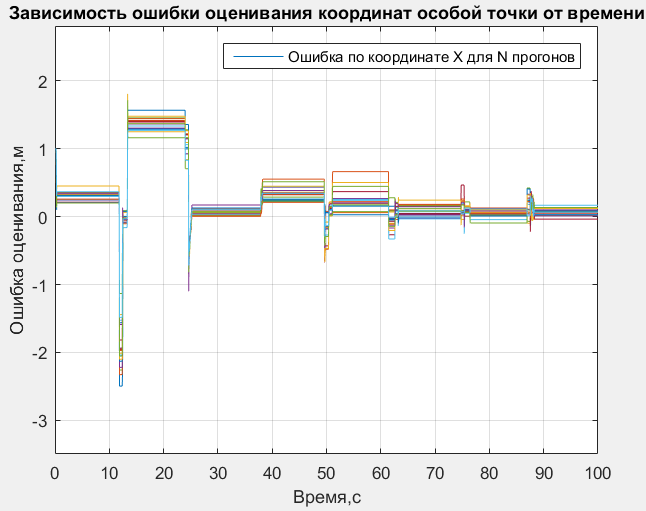 Зависимость ошибки оценивания координат особой точки от времени
Ошибка по координате X для N прогонов
Ошибка оценивания,м
2
1
0
-1
-2
-3
0 10 20 30 40 50 60 70 80 90 100
Время,с